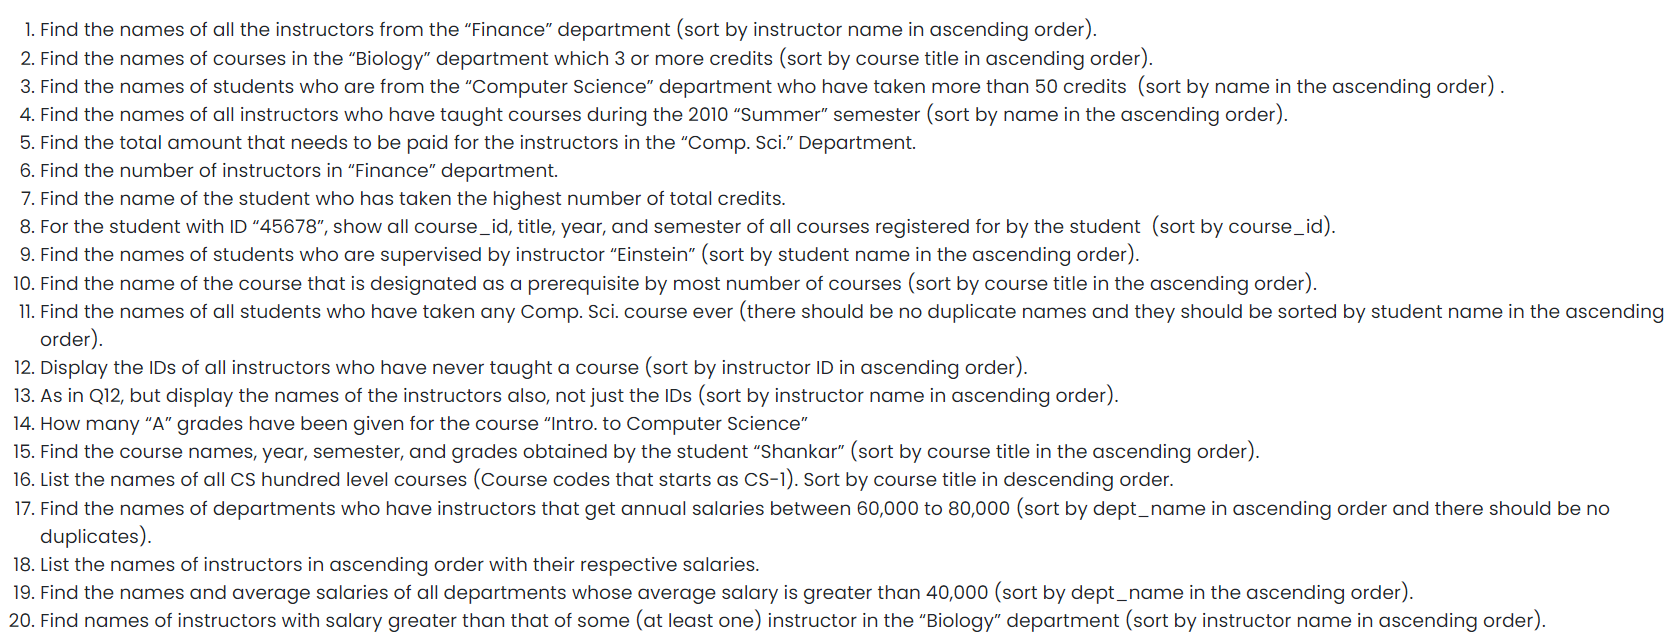 1. Find the names of all the instructors from the “Finance” department (sort by instructor name in ascending order).
2. Find the names of courses in the “Biology” department which 3 or more credits (sort by course title in ascending order).
3. Find the names of students who are from the “Computer Science” department who have taken more than 50 credits  (sort by name in the ascending order) .
4. Find the names of all instructors who have taught courses during the 2010 “Summer” semester (sort by name in the ascending order).
5. Find the total amount that needs to be paid for the instructors in the “Comp. Sci.” Department.
6. Find the number of instructors in “Finance” department.
7. Find the name of the student who has taken the highest number of total credits.
8. For the student with ID “45678”, show all course_id, title, year, and semester of all courses registered for by the student  (sort by course_id).
9. Find the names of students who are supervised by instructor “Einstein” (sort by student name in the ascending order).
10. Find the name of the course that is designated as a prerequisite by most number of courses (sort by course title in the ascending order).
11. Find the names of all students who have taken any Comp. Sci. course ever (there should be no duplicate names and they should be sorted by student name in the ascending
order).
12. Display the IDs of all instructors who have never taught a course (sort by instructor ID in ascending order).
13. As in Q12, but display the names of the instructors also, not just the IDs (sort by instructor name in ascending order).
14. How many “A” grades have been given for the course “Intro. to Computer Science”
15. Find the course names, year, semester, and grades obtained by the student “Shankar” (sort by course title in the ascending order).
16. List the names of all CS hundred level courses (Course codes that starts as CS-1). Sort by course title in descending order.
17. Find the names of departments who have instructors that get annual salaries between 60,000 to 80,000 (sort by dept_name in ascending order and there should be no
duplicates).
18. List the names of instructors in ascending order with their respective salaries.
19. Find the names and average salaries of all departments whose average salary is greater than 40,000 (sort by dept_name in the ascending order).
20. Find names of instructors with salary greater than that of some (at least one) instructor in the “Biology” department (sort by instructor name in ascending order).